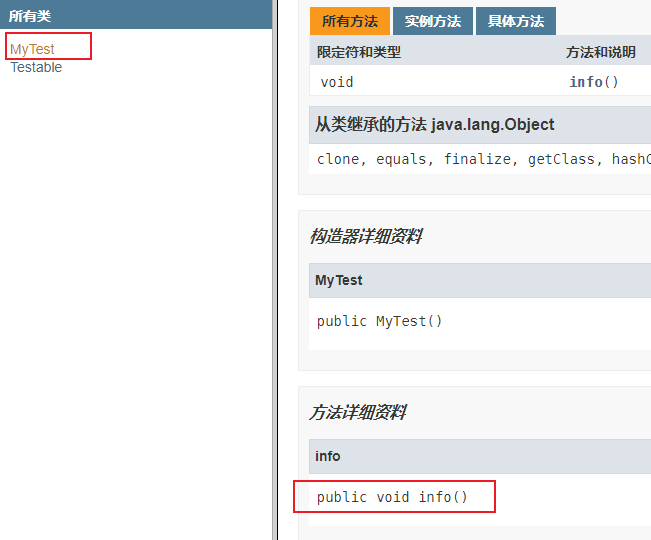 所有类
MyTest
Testable
所有方法 实例方法 具体方法
限定符和类型 方法和说明
void info()
从类继承的方法 java.lang.Object
clone, equals, finalize, getClass, hashC
构造器详细资料
MyTest
public MyTest()
方法详细资料
info
public void info()